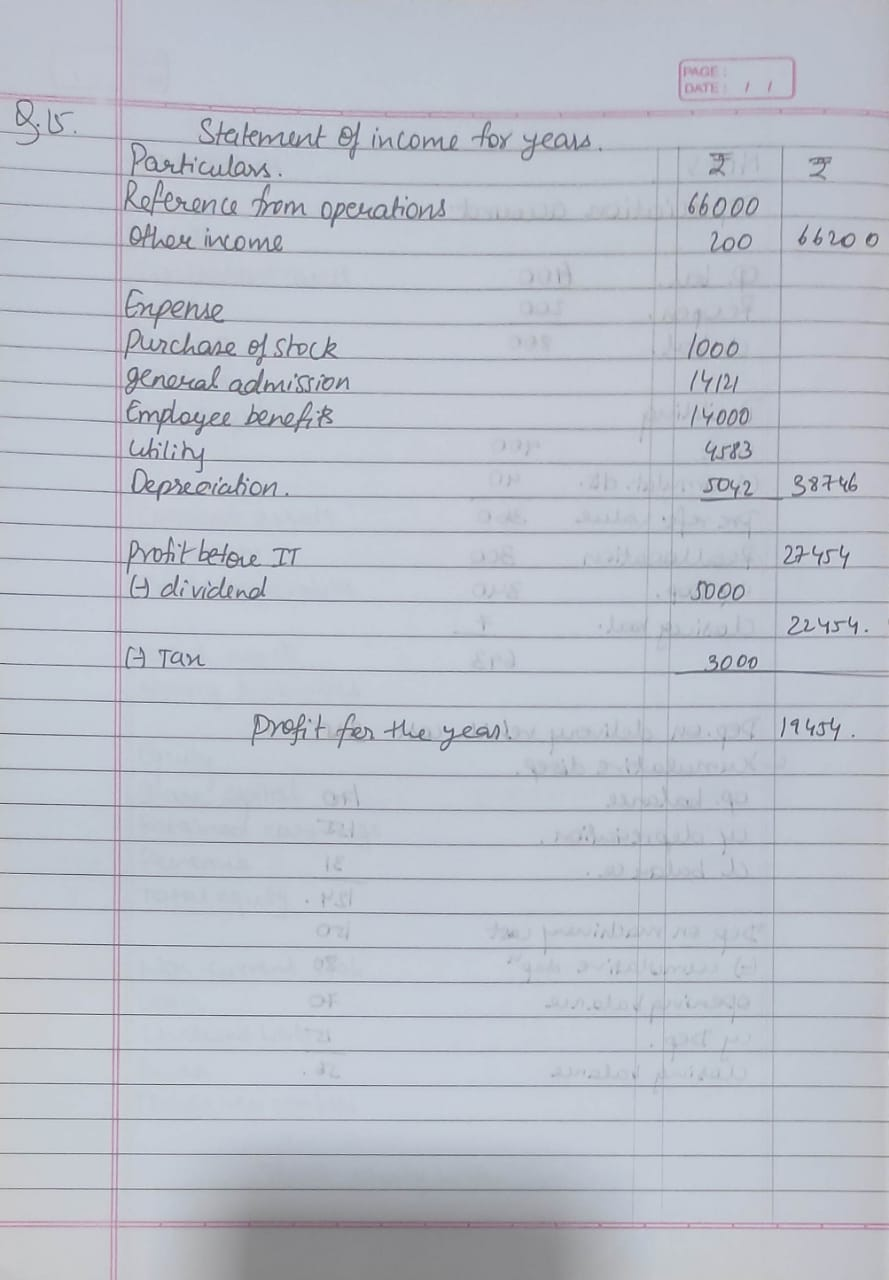 PAGE :
DATE : / /
Q.15.
Statement of income for years.
Particulars. ₹ ₹
Reference from operations 66000
Other income 200 66200
Expense
Purchase of stock 1000
general admission 14121
Employee benefits 14000
Utility 4583
Depreciation. 5042 38746
Profit before IT 27454
(-) dividend 5000
22454.
(-) Tax 3000
Profit for the year. 19454.